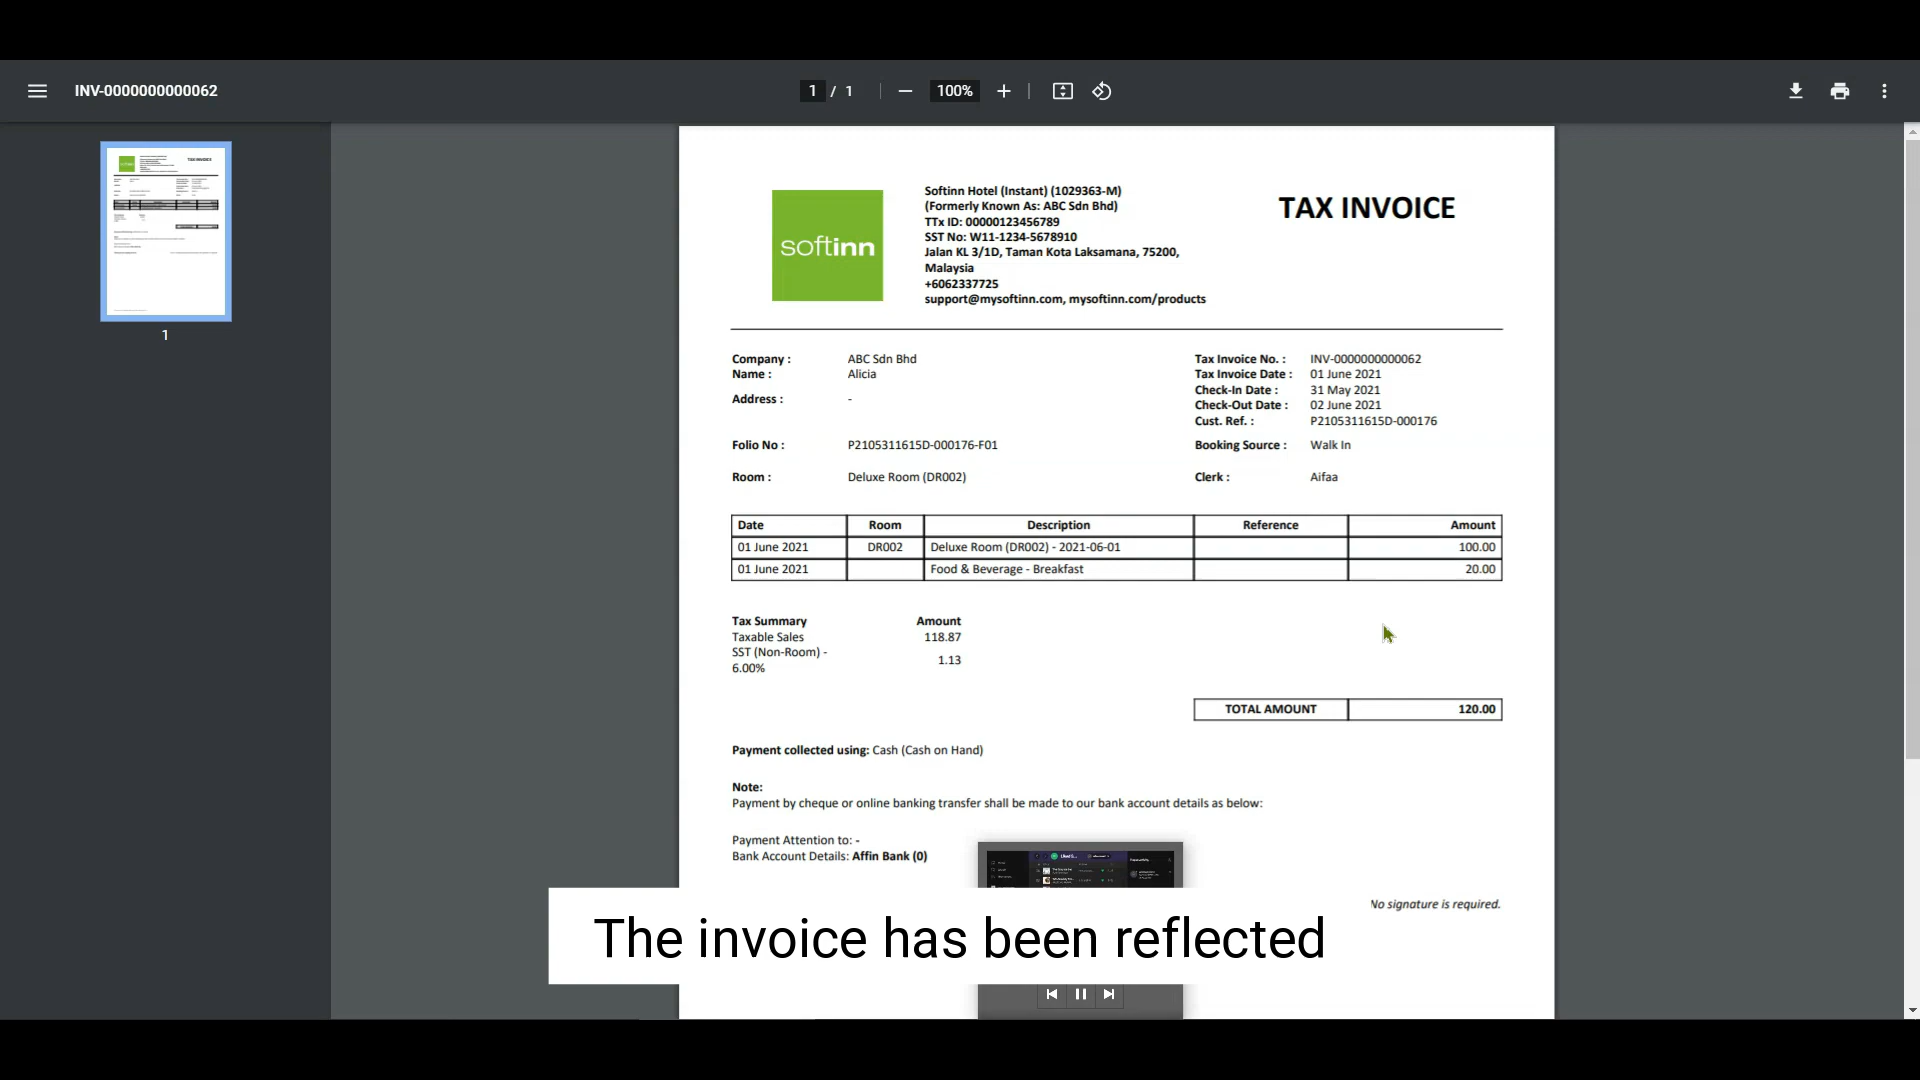 INV-0000000000062
1 / 1
100%
1
softinn
Softinn Hotel (Instant) (1029363-M)
(Formerly Known As: ABC Sdn Bhd)
TTx ID: 00000123456789
SST No: W11-1234-5678910
Jalan KL 3/1D, Taman Kota Laksamana, 75200,
Malaysia
+6062337725
support@mysoftinn.com, mysoftinn.com/products
TAX INVOICE
Company : ABC Sdn Bhd
Name : Alicia
Address : -
Folio No : P2105311615D-000176-F01
Room : Deluxe Room (DR002)
Tax Invoice No. : INV-0000000000062
Tax Invoice Date : 01 June 2021
Check-In Date : 31 May 2021
Check-Out Date : 02 June 2021
Cust. Ref. : P2105311615D-000176
Booking Source : Walk In
Clerk : Aifaa
Date Room Description Reference Amount
01 June 2021 DR002 Deluxe Room (DR002) - 2021-06-01 100.00
01 June 2021 Food & Beverage - Breakfast 20.00
Tax Summary Amount
Taxable Sales 118.87
SST (Non-Room) -
6.00% 1.13
TOTAL AMOUNT 120.00
Payment collected using: Cash (Cash on Hand)
Note:
Payment by cheque or online banking transfer shall be made to our bank account details as below:
Payment Attention to: -
Bank Account Details: Affin Bank (0)
No signature is required.
The invoice has been reflected